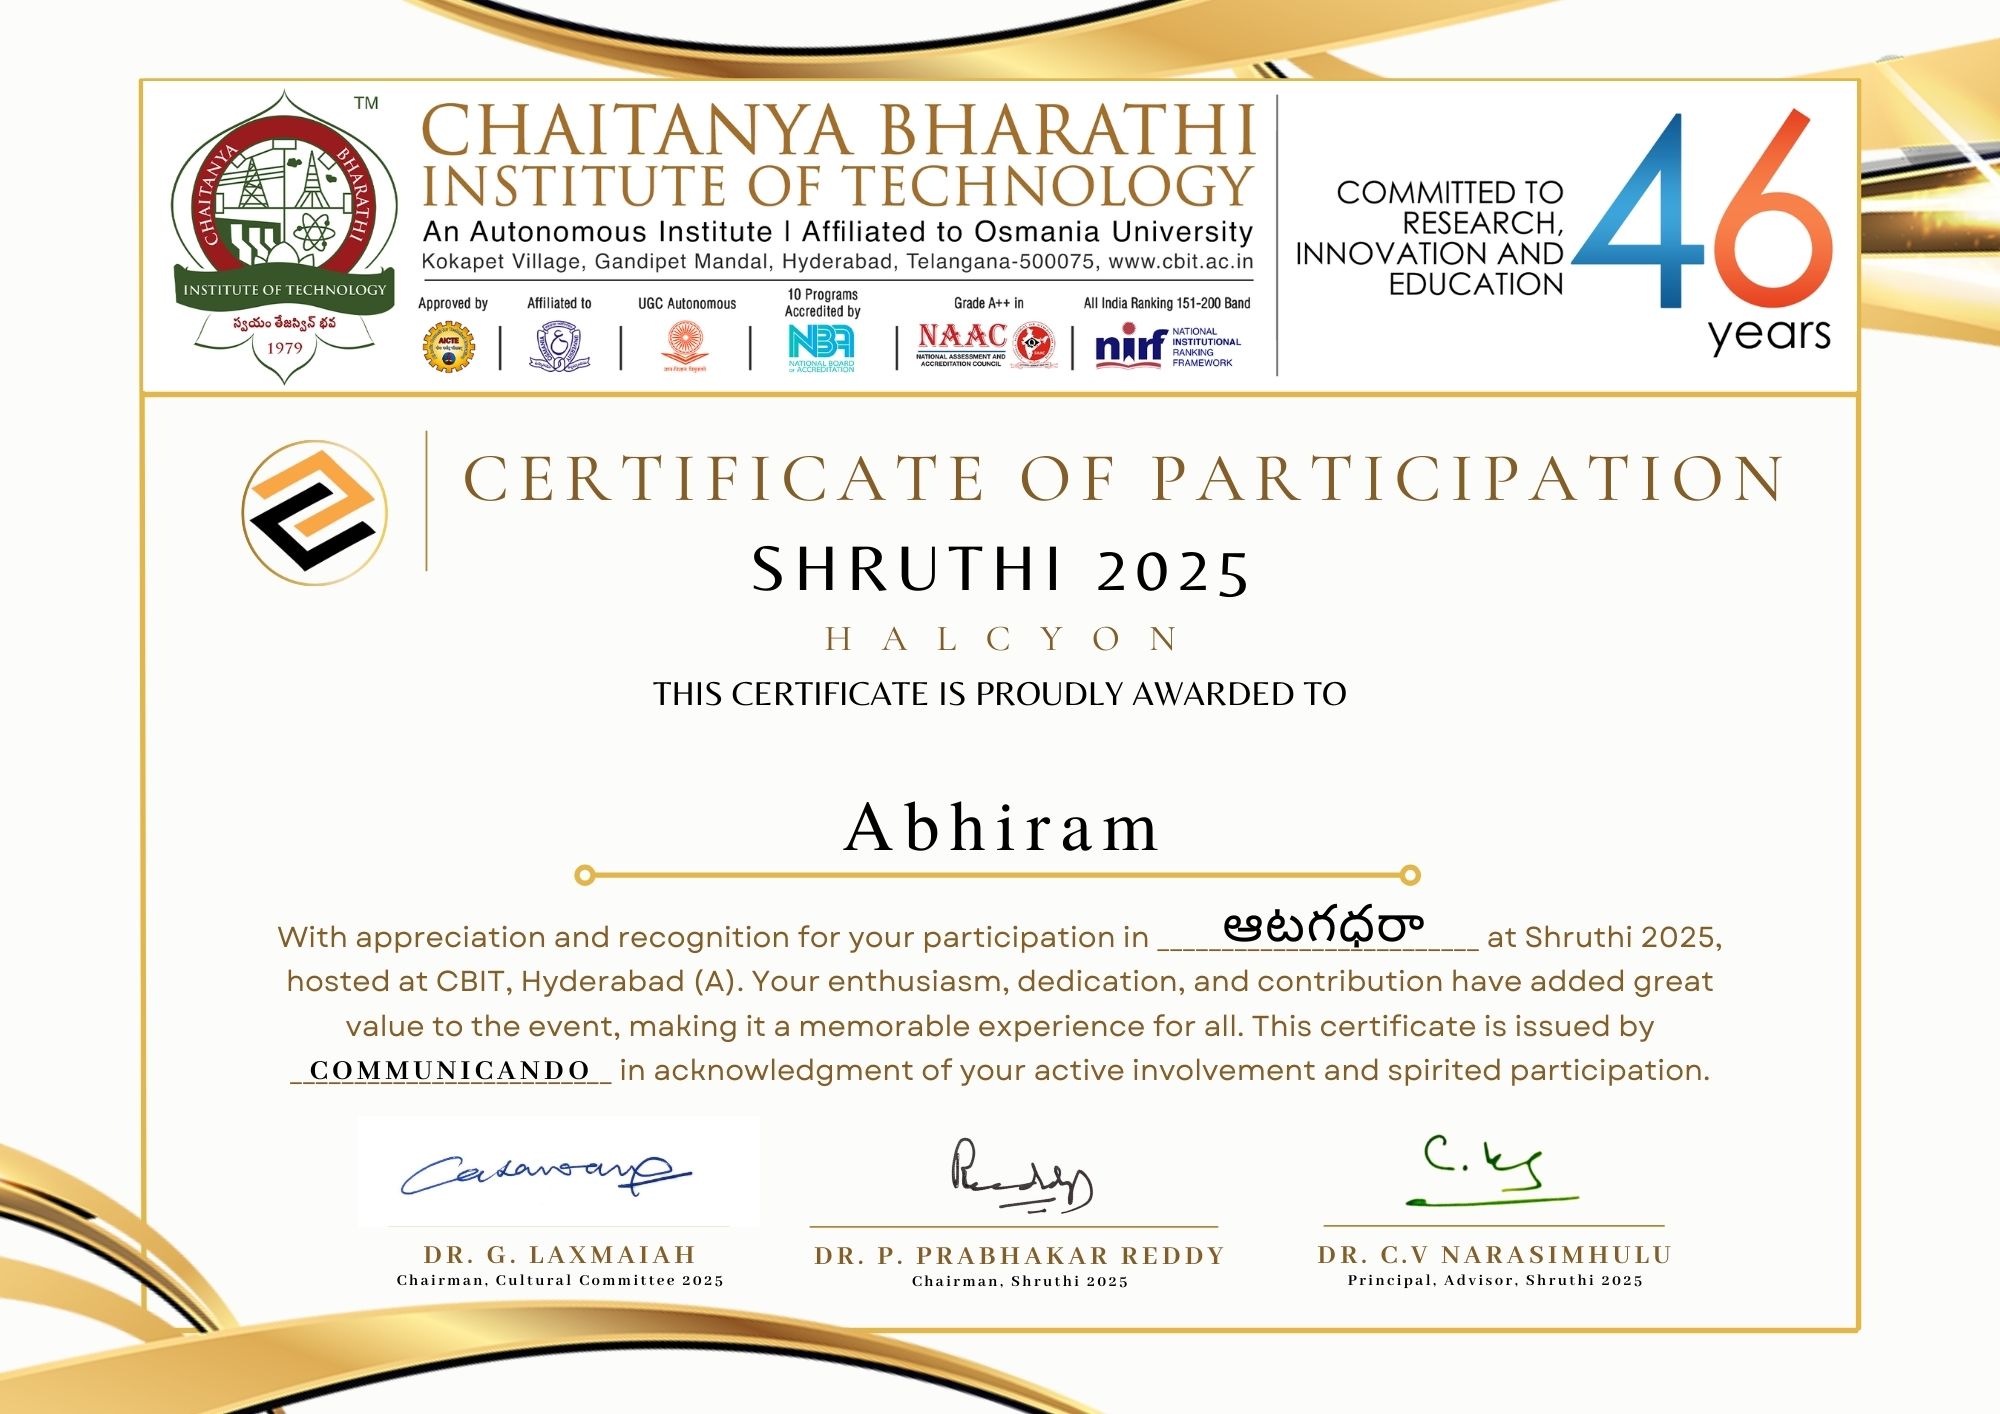 TM
CHAITANYA BHARATHI
INSTITUTE OF TECHNOLOGY
స్వయం తేజస్విన్ భవ
1979
CHAITANYA BHARATHI
INSTITUTE OF TECHNOLOGY
An Autonomous Institute | Affiliated to Osmania University
Kokapet Village, Gandipet Mandal, Hyderabad, Telangana-500075, www.cbit.ac.in
Approved by
AICTE
Affiliated to
UGC Autonomous
10 Programs
Accredited by
NBA
NATIONAL BOARD
OF ACCREDITATION
Grade A++ in
NAAC
NATIONAL ASSESSMENT AND
ACCREDITATION COUNCIL
All India Ranking 151-200 Band
nirf
NATIONAL
INSTITUTIONAL
RANKING
FRAMEWORK
COMMITTED TO
RESEARCH,
INNOVATION AND
EDUCATION
46
years
CERTIFICATE OF PARTICIPATION
SHRUTHI 2025
HALCYON
THIS CERTIFICATE IS PROUDLY AWARDED TO
Abhiram
With appreciation and recognition for your participation in ఆటగధరా at Shruthi 2025,
hosted at CBIT, Hyderabad (A). Your enthusiasm, dedication, and contribution have added great
value to the event, making it a memorable experience for all. This certificate is issued by
COMMUNICANDO in acknowledgment of your active involvement and spirited participation.
Reddy
DR. G. LAXMAIAH
Chairman, Cultural Committee 2025
DR. P. PRABHAKAR REDDY
Chairman, Shruthi 2025
DR. C.V NARASIMHULU
Principal, Advisor, Shruthi 2025